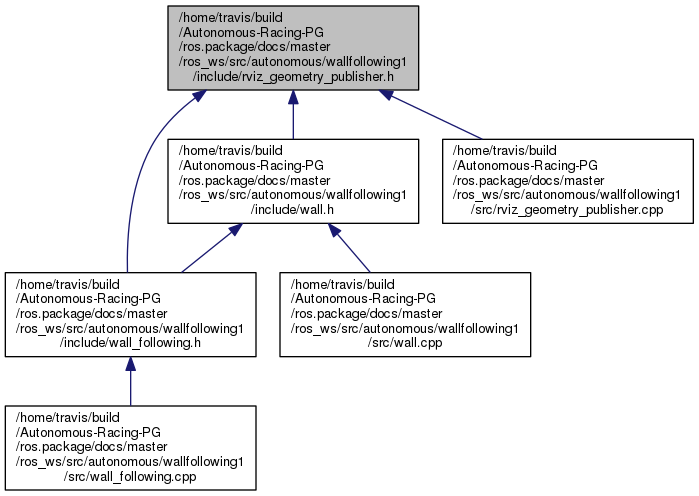 /home/travis/build
/Autonomous-Racing-PG
/ros.package/docs/master
/ros_ws/src/autonomous/wallfollowing1
/include/rviz_geometry_publisher.h
/home/travis/build
/Autonomous-Racing-PG
/ros.package/docs/master
/ros_ws/src/autonomous/wallfollowing1
/include/wall.h
/home/travis/build
/Autonomous-Racing-PG
/ros.package/docs/master
/ros_ws/src/autonomous/wallfollowing1
/src/rviz_geometry_publisher.cpp
/home/travis/build
/Autonomous-Racing-PG
/ros.package/docs/master
/ros_ws/src/autonomous/wallfollowing1
/include/wall_following.h
/home/travis/build
/Autonomous-Racing-PG
/ros.package/docs/master
/ros_ws/src/autonomous/wallfollowing1
/src/wall.cpp
/home/travis/build
/Autonomous-Racing-PG
/ros.package/docs/master
/ros_ws/src/autonomous/wallfollowing1
/src/wall_following.cpp